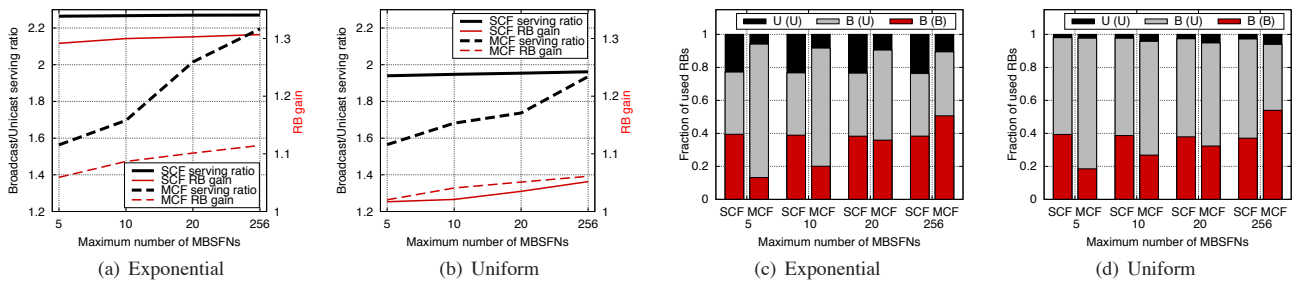 Broadcast/Unicast serving ratio
2.2
2
1.8
1.6
1.4
1.2
SCF serving ratio
SCF RB gain
MCF serving ratio
MCF RB gain
1.3
1.2
1.1
1
RB gain
5 10 20 256
Maximum number of MBSFNs
(a) Exponential
Broadcast/Unicast serving ratio
2.2
2
1.8
1.6
1.4
1.2
SCF serving ratio
SCF RB gain
MCF serving ratio
MCF RB gain
1.3
1.2
1.1
1
RB gain
5 10 20 256
Maximum number of MBSFNs
(b) Uniform
U (U) B (U) B (B)
Fraction of used RBs
1
0.8
0.6
0.4
0.2
0
SCF MCF SCF MCF SCF MCF SCF MCF
5 10 20 256
Maximum number of MBSFNs
(c) Exponential
U (U) B (U) B (B)
Fraction of used RBs
1
0.8
0.6
0.4
0.2
0
SCF MCF SCF MCF SCF MCF SCF MCF
5 10 20 256
Maximum number of MBSFNs
(d) Uniform